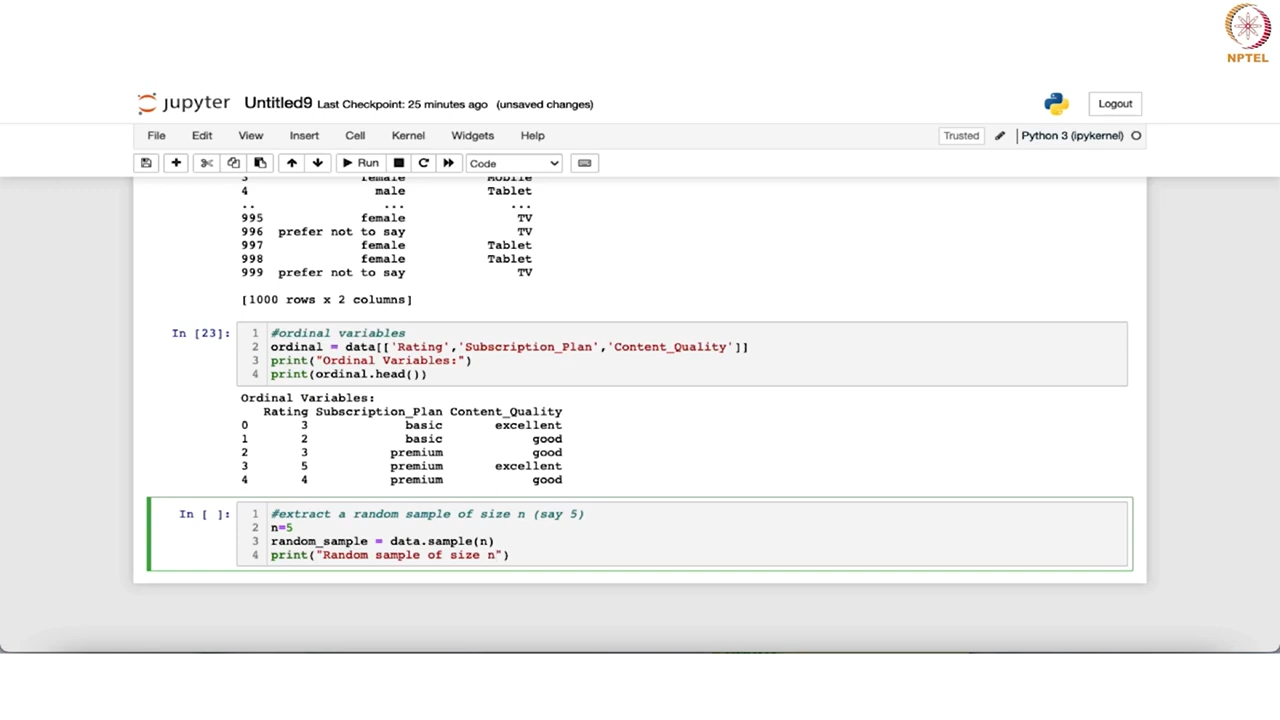 NPTEL
jupyter Untitled9 Last Checkpoint: 25 minutes ago (unsaved changes)
Logout
File Edit View Insert Cell Kernel Widgets Help
Trusted Python 3 (ipykernel)
Run Code
3 female Mobile
4 male Tablet
.. ... ...
995 female TV
996 prefer not to say TV
997 female Tablet
998 female Tablet
999 prefer not to say TV
[1000 rows x 2 columns]
In [23]: 1 #ordinal variables
2 ordinal = data[['Rating','Subscription_Plan','Content_Quality']]
3 print("Ordinal Variables:")
4 print(ordinal.head())
Ordinal Variables:
Rating Subscription_Plan Content_Quality
0 3 basic excellent
1 2 basic good
2 3 premium good
3 5 premium excellent
4 4 premium good
In [ ]: 1 #extract a random sample of size n (say 5)
2 n=5
3 random_sample = data.sample(n)
4 print("Random sample of size n")